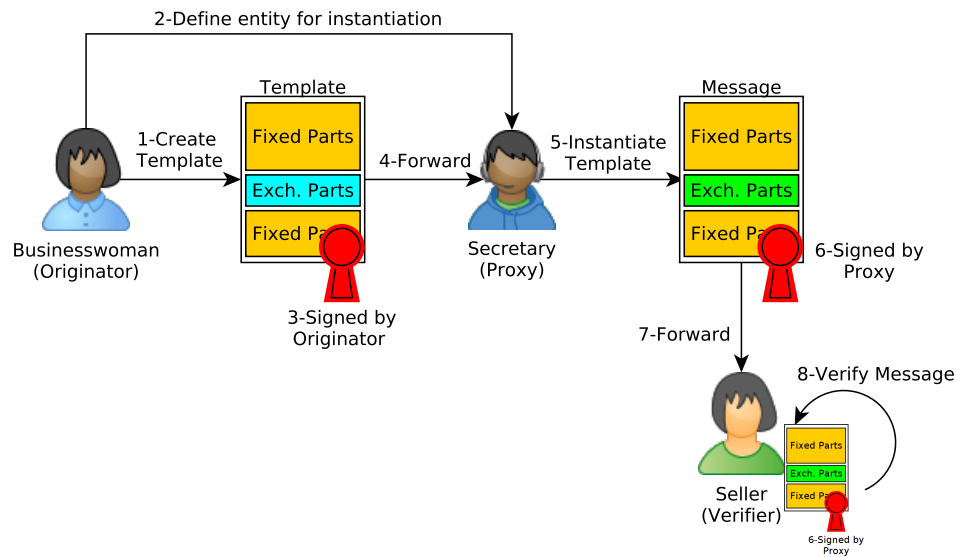 2-Define entity for instantiation
Template
Message
1-Create
Template
Fixed Parts
Exch. Parts
Fixed Pa
4-Forward
5-Instantiate
Template
Fixed Parts
Exch. Parts
Fixed Pa
Businesswoman
(Originator)
3-Signed by
Originator
Secretary
(Proxy)
6-Signed by
Proxy
7-Forward
8-Verify Message
Fixed Parts
Exch. Parts
Fixed Pa
6-Signed by
Proxy
Seller
(Verifier)